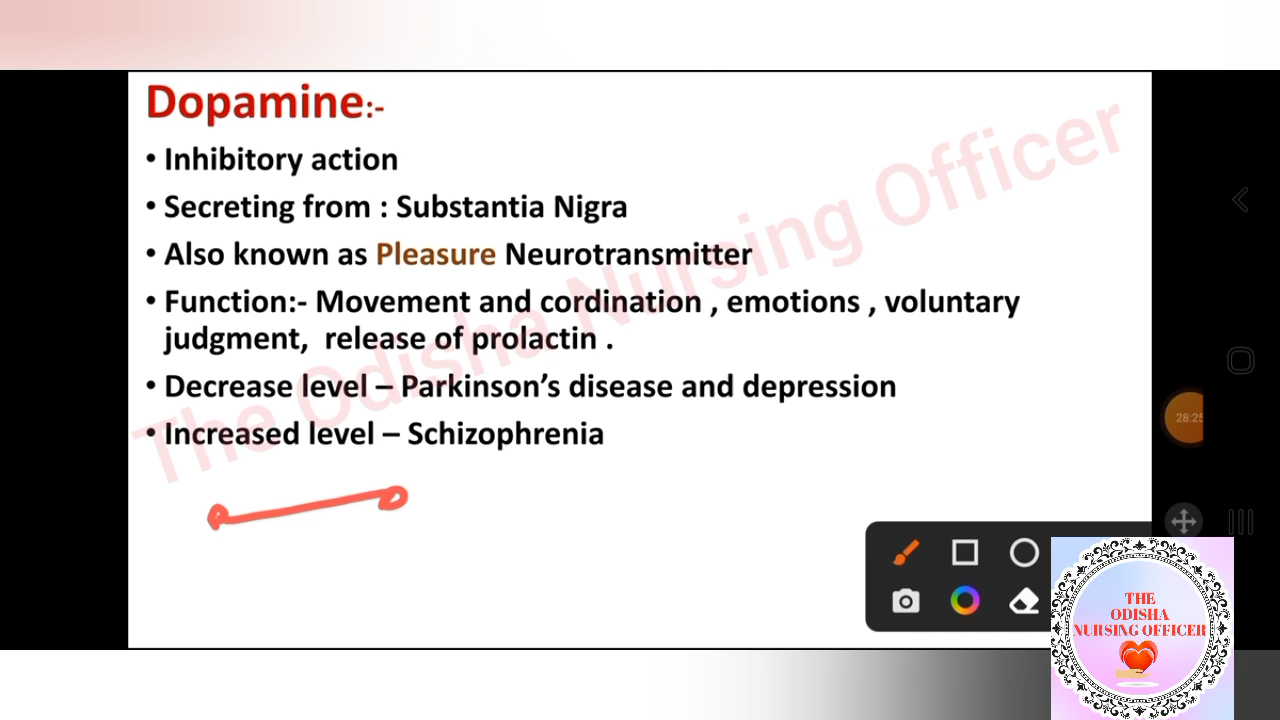 Dopamine:-
• Inhibitory action
• Secreting from : Substantia Nigra
• Also known as Pleasure Neurotransmitter
• Function:- Movement and cordination , emotions , voluntary
judgment,  release of prolactin .
• Decrease level – Parkinson’s disease and depression
• Increased level – Schizophrenia
The Odisha Nursing Officer
28:25
THE
ODISHA
NURSING OFFICER